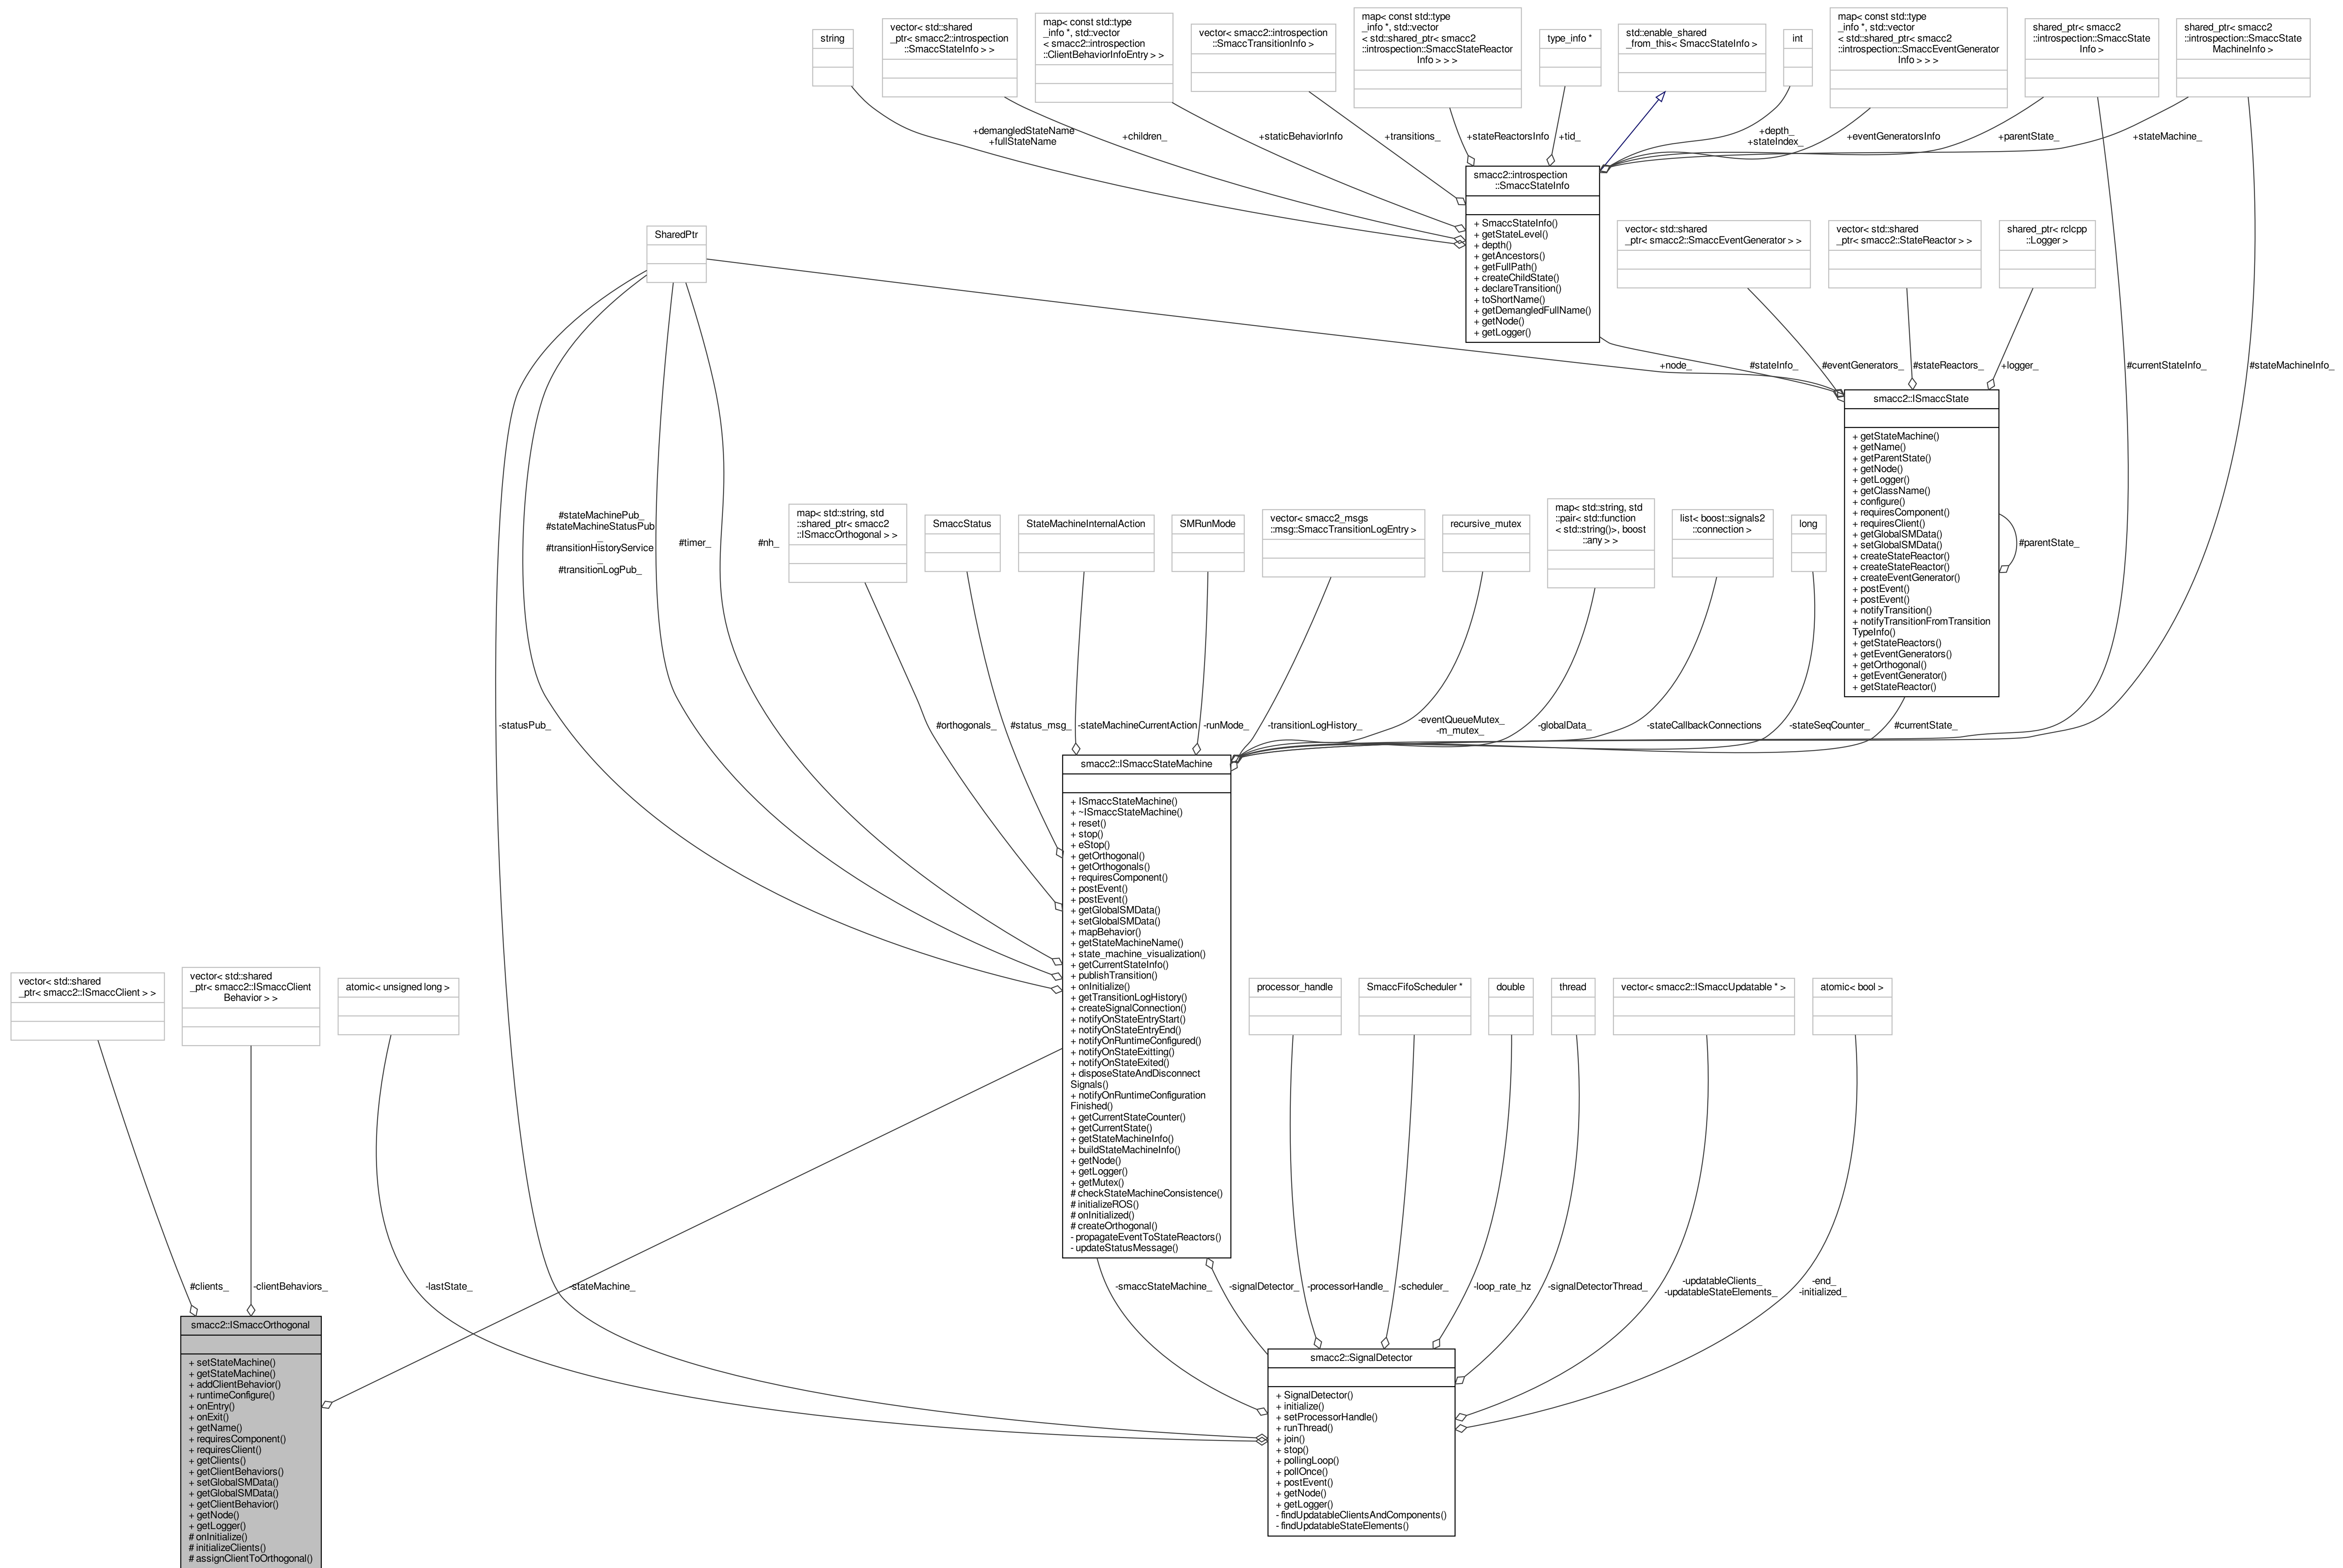 string
vector< std::shared
_ptr< smacc2::introspection
::SmaccStateInfo > >
map< const std::type
_info *, std::vector
< smacc2::introspection
::ClientBehaviorInfoEntry > >
vector< smacc2::introspection
::SmaccTransitionInfo >
map< const std::type
_info *, std::vector
< std::shared_ptr< smacc2
::introspection::SmaccStateReactor
Info > > >
type_info *
std::enable_shared
_from_this< SmaccStateInfo >
int
map< const std::type
_info *, std::vector
< std::shared_ptr< smacc2
::introspection::SmaccEventGenerator
Info > > >
shared_ptr< smacc2
::introspection::SmaccState
Info >
shared_ptr< smacc2
::introspection::SmaccState
MachineInfo >
+demangledStateName
+fullStateName
+children_
+staticBehaviorInfo
+transitions_
+stateReactorsInfo
+tid_
+depth_
+stateIndex_
+eventGeneratorsInfo
+parentState_
+stateMachine_
smacc2::introspection
::SmaccStateInfo
+ SmaccStateInfo()
+ getStateLevel()
+ depth()
+ getAncestors()
+ getFullPath()
+ createChildState()
+ declareTransition()
+ toShortName()
+ getDemangledFullName()
+ getNode()
+ getLogger()
SharedPtr
vector< std::shared
_ptr< smacc2::SmaccEventGenerator > >
vector< std::shared
_ptr< smacc2::StateReactor > >
shared_ptr< rclcpp
::Logger >
+node_
#stateInfo_
#eventGenerators_
#stateReactors_
+logger_
#currentStateInfo_
#stateMachineInfo_
smacc2::ISmaccState
+ getStateMachine()
+ getName()
+ getParentState()
+ getNode()
+ getLogger()
+ getClassName()
+ configure()
+ requiresComponent()
+ requiresClient()
+ getGlobalSMData()
+ setGlobalSMData()
+ createStateReactor()
+ createStateReactor()
+ createEventGenerator()
+ postEvent()
+ postEvent()
+ notifyTransition()
+ notifyTransitionFromTransition
TypeInfo()
+ getStateReactors()
+ getEventGenerators()
+ getOrthogonal()
+ getEventGenerator()
+ getStateReactor()
#parentState_
#stateMachinePub_
#stateMachineStatusPub
_
#transitionHistoryService
_
#transitionLogPub_
#timer_
#nh_
map< std::string, std
::shared_ptr< smacc2
::ISmaccOrthogonal > >
SmaccStatus
StateMachineInternalAction
SMRunMode
vector< smacc2_msgs
::msg::SmaccTransitionLogEntry >
recursive_mutex
map< std::string, std
::pair< std::function
< std::string()>, boost
::any > >
list< boost::signals2
::connection >
long
-statusPub_
#orthogonals_
#status_msg_
-stateMachineCurrentAction
-runMode_
-transitionLogHistory_
-eventQueueMutex_
-m_mutex_
-globalData_
-stateCallbackConnections
-stateSeqCounter_
#currentState_
smacc2::ISmaccStateMachine
+ ISmaccStateMachine()
+ ~ISmaccStateMachine()
+ reset()
+ stop()
+ eStop()
+ getOrthogonal()
+ getOrthogonals()
+ requiresComponent()
+ postEvent()
+ postEvent()
+ getGlobalSMData()
+ setGlobalSMData()
+ mapBehavior()
+ getStateMachineName()
+ state_machine_visualization()
+ getCurrentStateInfo()
+ publishTransition()
+ onInitialize()
+ getTransitionLogHistory()
+ createSignalConnection()
+ notifyOnStateEntryStart()
+ notifyOnStateEntryEnd()
+ notifyOnRuntimeConfigured()
+ notifyOnStateExitting()
+ notifyOnStateExited()
+ disposeStateAndDisconnect
Signals()
+ notifyOnRuntimeConfiguration
Finished()
+ getCurrentStateCounter()
+ getCurrentState()
+ getStateMachineInfo()
+ buildStateMachineInfo()
+ getNode()
+ getLogger()
+ getMutex()
# checkStateMachineConsistence()
# initializeROS()
# onInitialized()
# createOrthogonal()
- propagateEventToStateReactors()
- updateStatusMessage()
vector< std::shared
_ptr< smacc2::ISmaccClient > >
vector< std::shared
_ptr< smacc2::ISmaccClient
Behavior > >
atomic< unsigned long >
processor_handle
SmaccFifoScheduler *
double
thread
vector< smacc2::ISmaccUpdatable * >
atomic< bool >
#clients_
-clientBehaviors_
-lastState_
-stateMachine_
-smaccStateMachine_
-signalDetector_
-processorHandle_
-scheduler_
-loop_rate_hz
-signalDetectorThread_
-updatableClients_
-updatableStateElements_
-end_
-initialized_
smacc2::ISmaccOrthogonal
+ setStateMachine()
+ getStateMachine()
+ addClientBehavior()
+ runtimeConfigure()
+ onEntry()
+ onExit()
+ getName()
+ requiresComponent()
+ requiresClient()
+ getClients()
+ getClientBehaviors()
+ setGlobalSMData()
+ getGlobalSMData()
+ getClientBehavior()
+ getNode()
+ getLogger()
# onInitialize()
# initializeClients()
# assignClientToOrthogonal()
smacc2::SignalDetector
+ SignalDetector()
+ initialize()
+ setProcessorHandle()
+ runThread()
+ join()
+ stop()
+ pollingLoop()
+ pollOnce()
+ postEvent()
+ getNode()
+ getLogger()
- findUpdatableClientsAndComponents()
- findUpdatableStateElements()